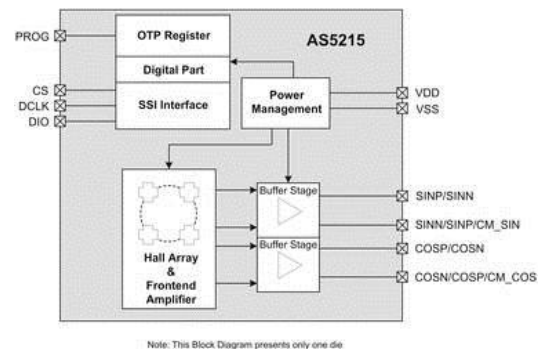 AS5215
PROG
OTP Register
Digital Part
CS
DCLK
DIO
SSI Interface
Power
Management
VDD
VSS
Hall Array
&
Frontend
Amplifier
Buffer Stage
Buffer Stage
SINP/SINN
SINN/SINP/CM_SIN
COSP/COSN
COSN/COSP/CM_COS
Note: This Block Diagram presents only one die